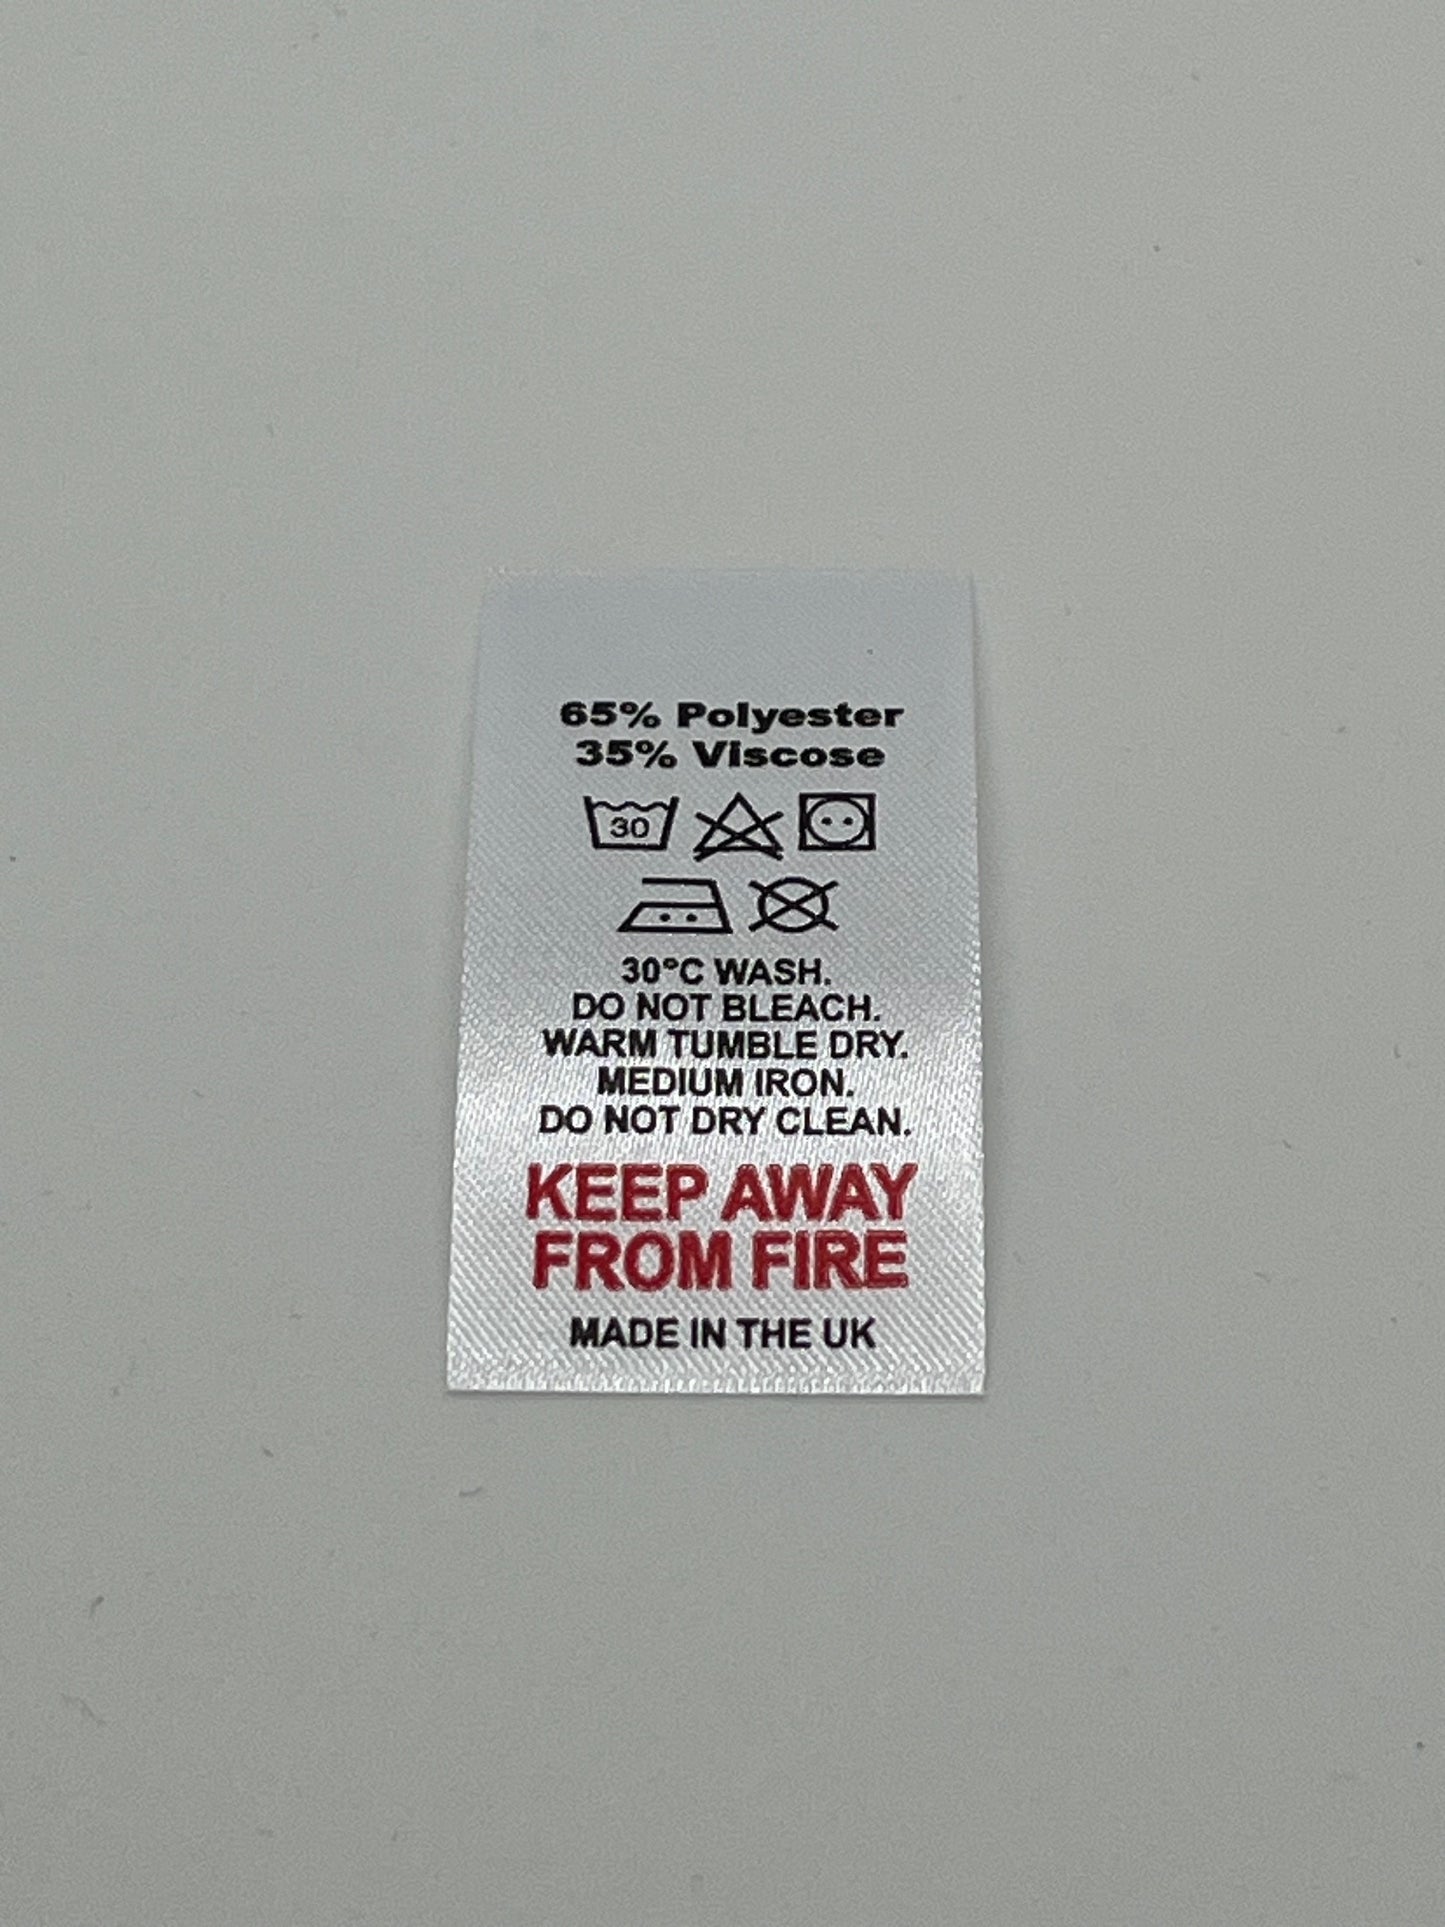 65% Polyester
35% Viscose
30
30°C WASH.
DO NOT BLEACH.
WARM TUMBLE DRY.
MEDIUM IRON.
DO NOT DRY CLEAN.
KEEP AWAY
FROM FIRE
MADE IN THE UK